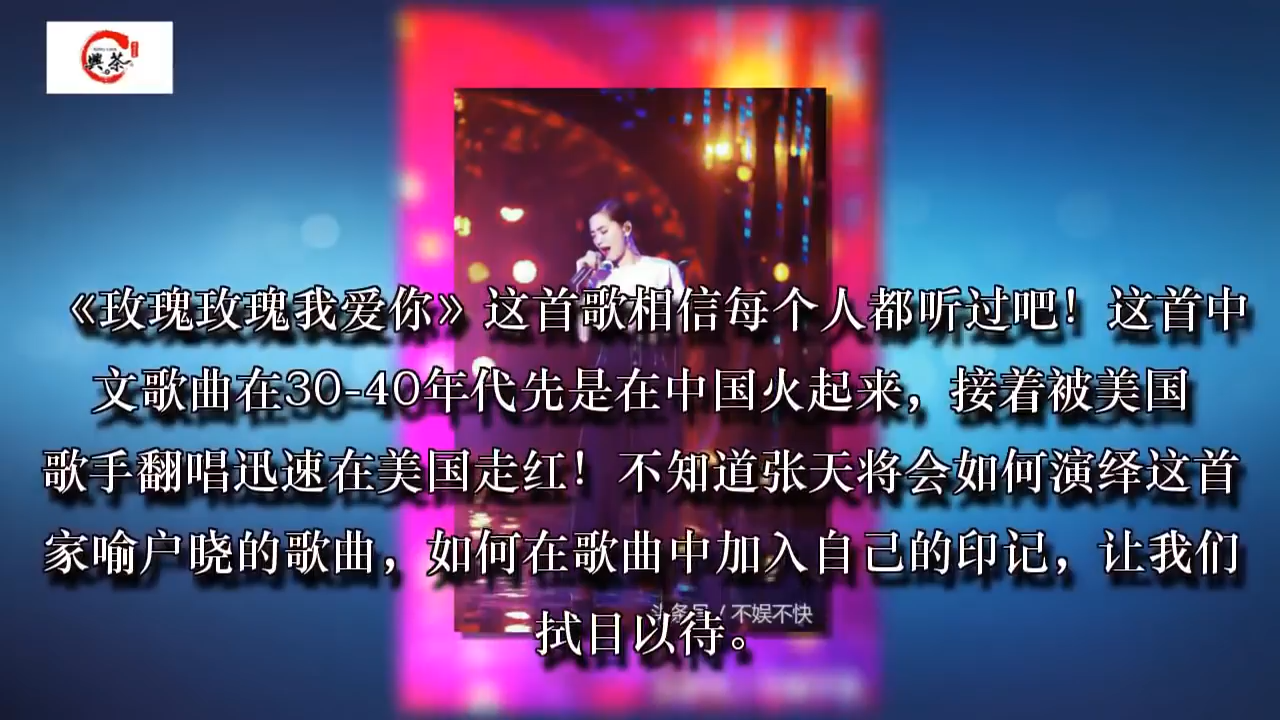 興茶
《玫瑰玫瑰我爱你》这首歌相信每个人都听过吧！这首中
文歌曲在30-40年代先是在中国火起来，接着被美国
歌手翻唱迅速在美国走红！不知道张天将会如何演绎这首
家喻户晓的歌曲，如何在歌曲中加入自己的印记，让我们
头条号 / 不娱不快
拭目以待。